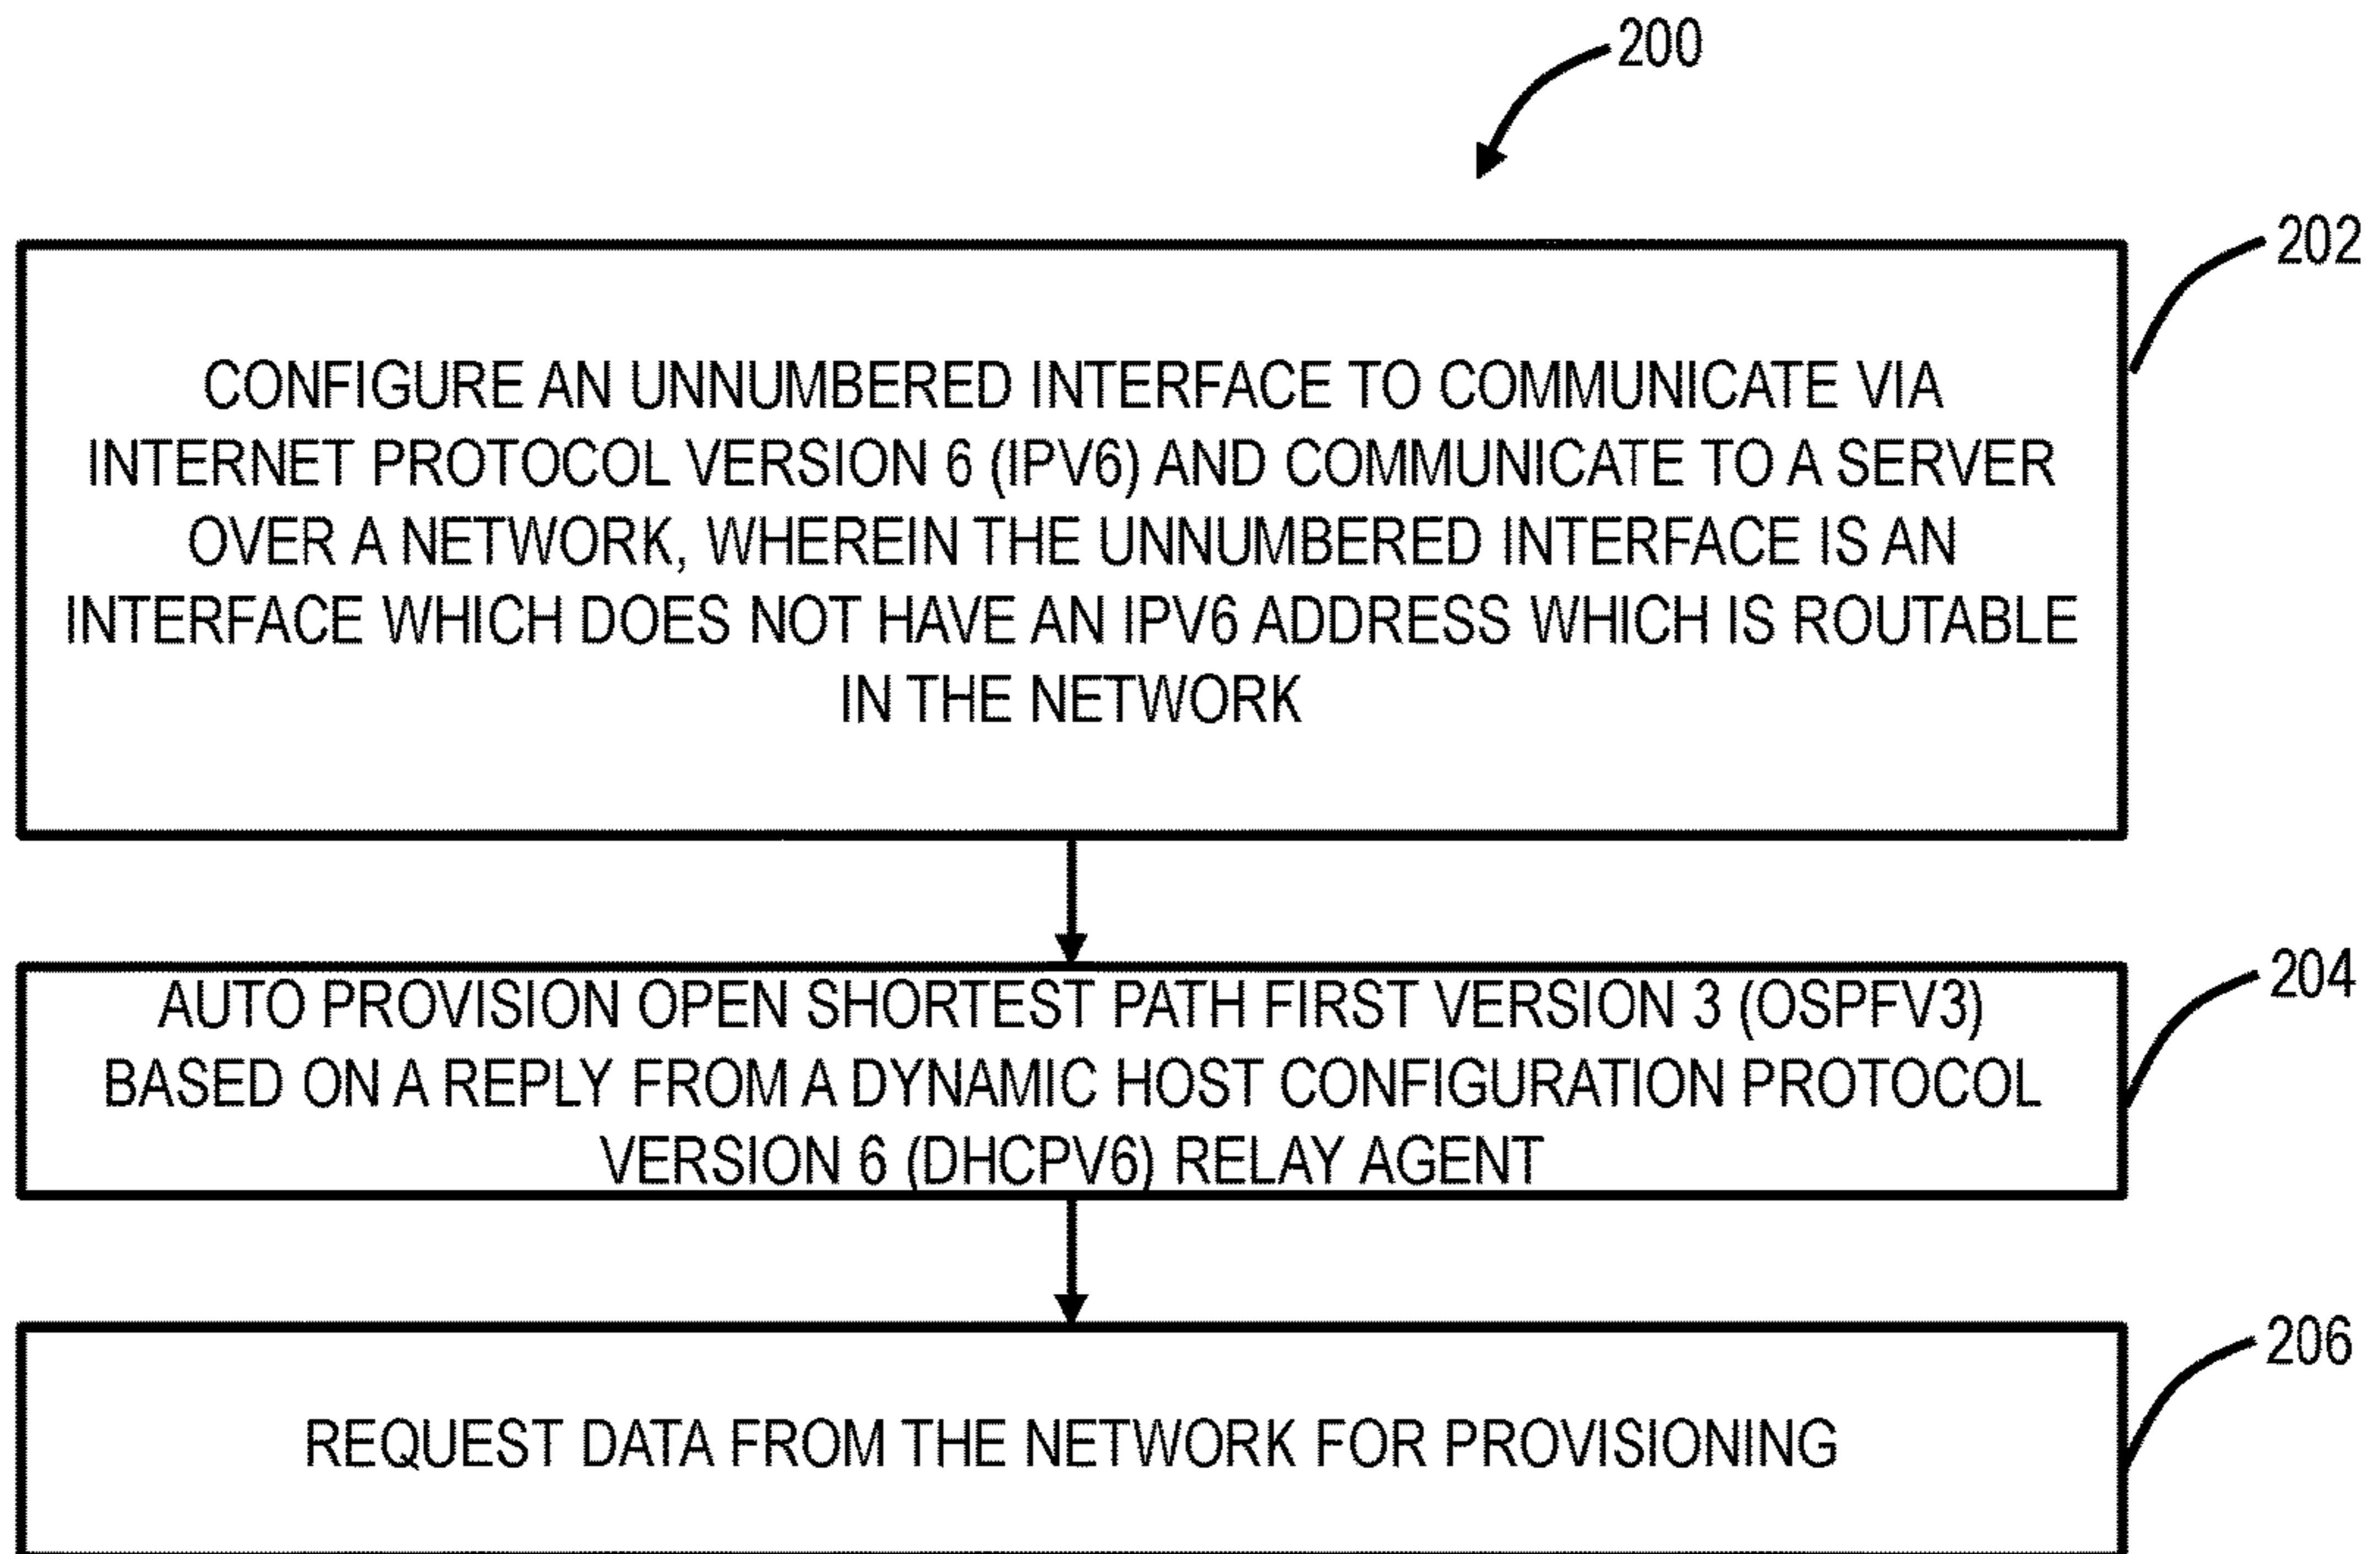 200
202
CONFIGURE AN UNNUMBERED INTERFACE TO COMMUNICATE VIA
INTERNET PROTOCOL VERSION 6 (IPV6) AND COMMUNICATE TO A SERVER
OVER A NETWORK, WHEREIN THE UNNUMBERED INTERFACE IS AN
INTERFACE WHICH DOES NOT HAVE AN IPV6 ADDRESS WHICH IS ROUTABLE
IN THE NETWORK
204
AUTO PROVISION OPEN SHORTEST PATH FIRST VERSION 3 (OSPFV3)
BASED ON A REPLY FROM A DYNAMIC HOST CONFIGURATION PROTOCOL
VERSION 6 (DHCPV6) RELAY AGENT
206
REQUEST DATA FROM THE NETWORK FOR PROVISIONING